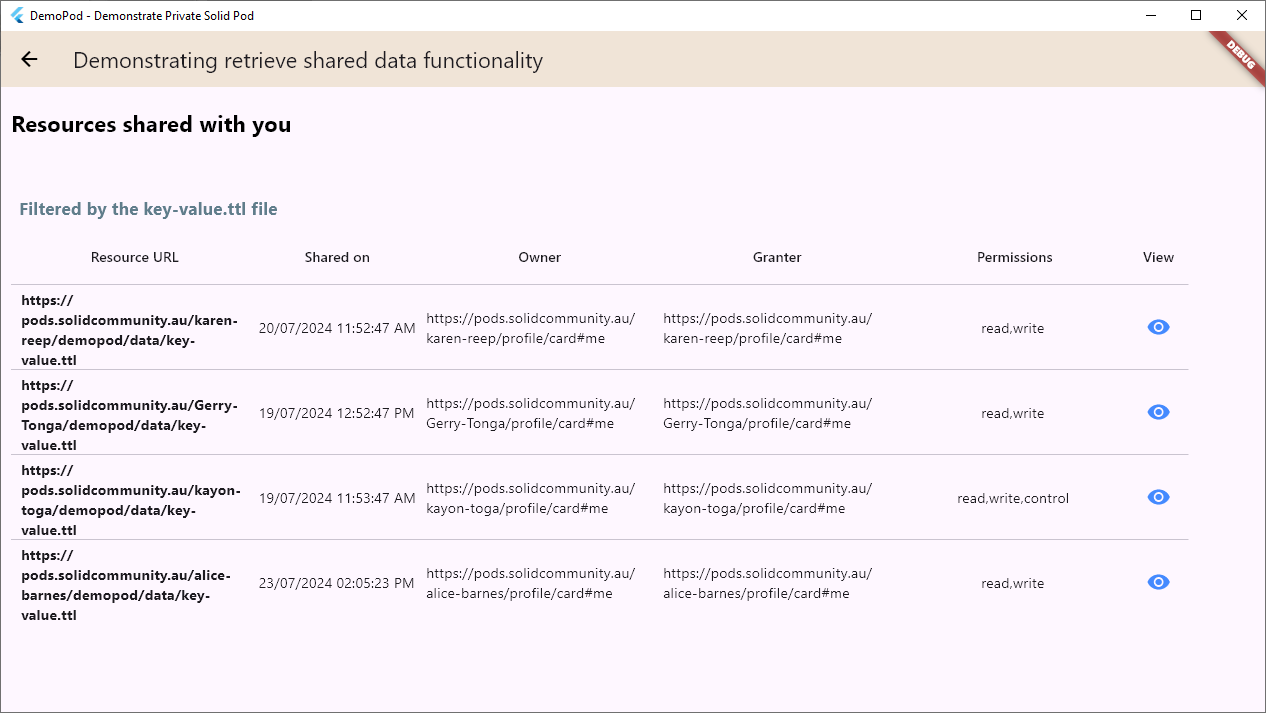 DemoPod - Demonstrate Private Solid Pod
Demonstrating retrieve shared data functionality
DEBUG
Resources shared with you
Filtered by the key-value.ttl file
Resource URL Shared on Owner Granter Permissions View
https://
pods.solidcommunity.au/karen-
reep/demopod/data/key-
value.ttl
20/07/2024 11:52:47 AM
https://pods.solidcommunity.au/
karen-reep/profile/card#me
https://pods.solidcommunity.au/
karen-reep/profile/card#me
read,write
https://
pods.solidcommunity.au/Gerry-
Tonga/demopod/data/key-
value.ttl
19/07/2024 12:52:47 PM
https://pods.solidcommunity.au/
Gerry-Tonga/profile/card#me
https://pods.solidcommunity.au/
Gerry-Tonga/profile/card#me
read,write
https://
pods.solidcommunity.au/kayon-
toga/demopod/data/key-
value.ttl
19/07/2024 11:53:47 AM
https://pods.solidcommunity.au/
kayon-toga/profile/card#me
https://pods.solidcommunity.au/
kayon-toga/profile/card#me
read,write,control
https://
pods.solidcommunity.au/alice-
barnes/demopod/data/key-
value.ttl
23/07/2024 02:05:23 PM
https://pods.solidcommunity.au/
alice-barnes/profile/card#me
https://pods.solidcommunity.au/
alice-barnes/profile/card#me
read,write